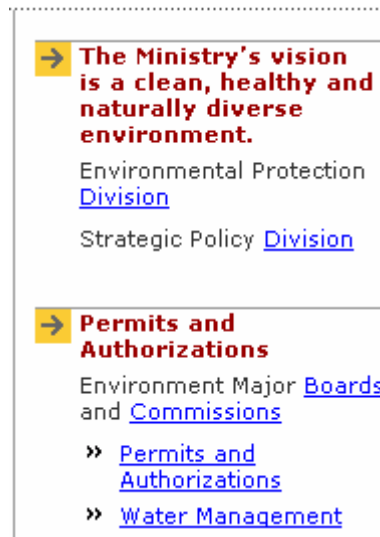 The Ministry's vision
is a clean, healthy and
naturally diverse
environment.
Environmental Protection
Division
Strategic Policy Division
Permits and
Authorizations
Environment Major Boards
and Commissions
» Permits and
Authorizations
» Water Management